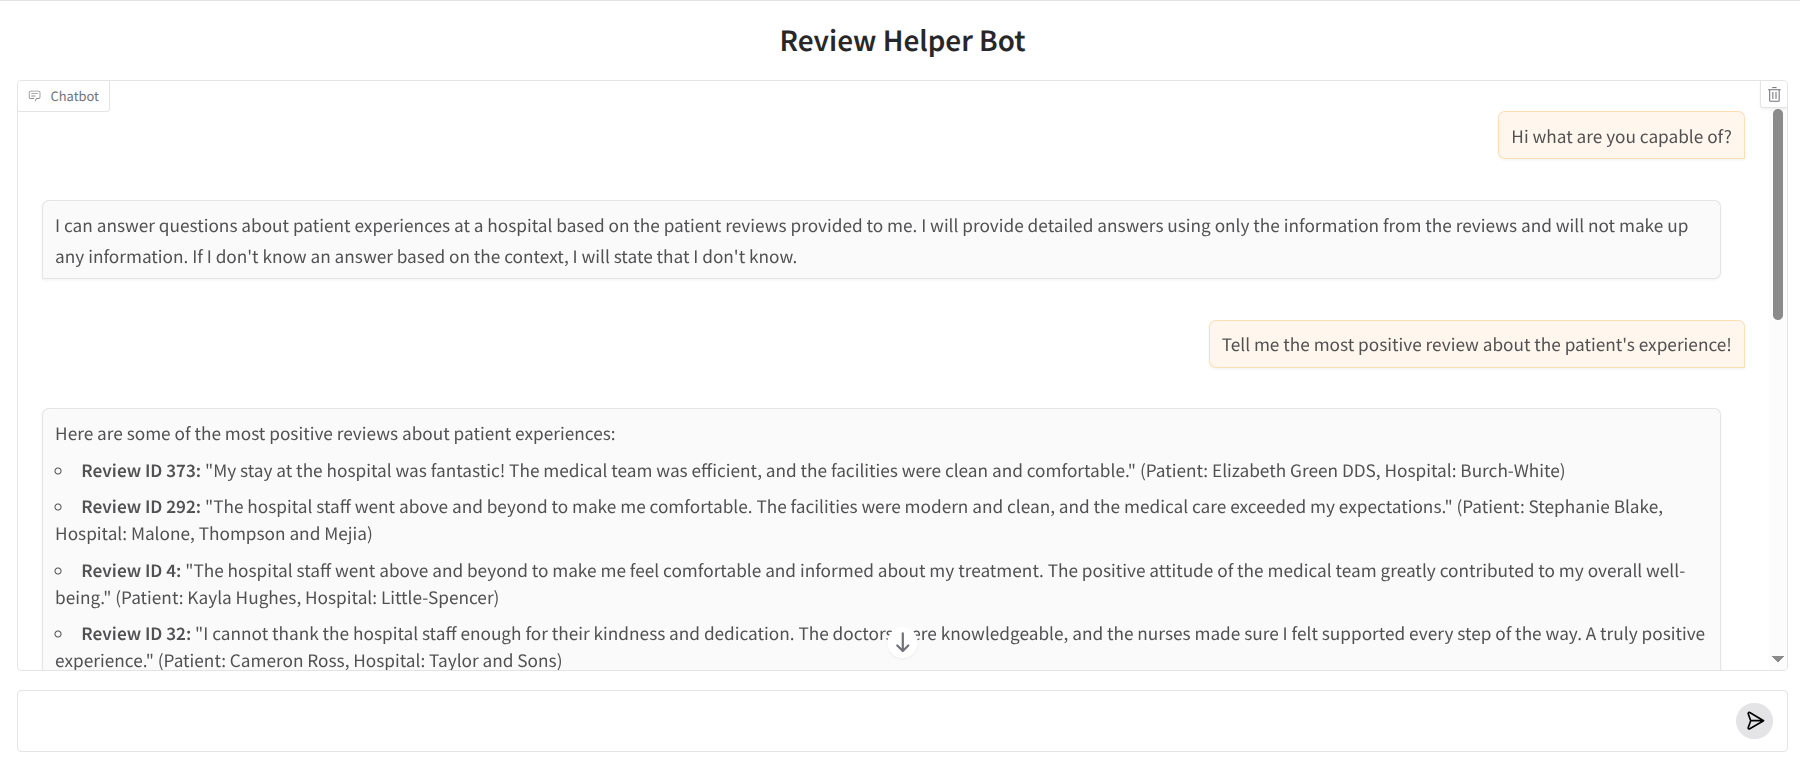 Review Helper Bot
Chatbot
Hi what are you capable of?
I can answer questions about patient experiences at a hospital based on the patient reviews provided to me. I will provide detailed answers using only the information from the reviews and will not make up
any information. If I don't know an answer based on the context, I will state that I don't know.
Tell me the most positive review about the patient's experience!
Here are some of the most positive reviews about patient experiences:
Review ID 373: "My stay at the hospital was fantastic! The medical team was efficient, and the facilities were clean and comfortable." (Patient: Elizabeth Green DDS, Hospital: Burch-White)
Review ID 292: "The hospital staff went above and beyond to make me comfortable. The facilities were modern and clean, and the medical care exceeded my expectations." (Patient: Stephanie Blake,
Hospital: Malone, Thompson and Mejia)
Review ID 4: "The hospital staff went above and beyond to make me feel comfortable and informed about my treatment. The positive attitude of the medical team greatly contributed to my overall well-
being." (Patient: Kayla Hughes, Hospital: Little-Spencer)
Review ID 32: "I cannot thank the hospital staff enough for their kindness and dedication. The doctors knowledgeable, and the nurses made sure I felt supported every step of the way. A truly positive
experience." (Patient: Cameron Ross, Hospital: Taylor and Sons)